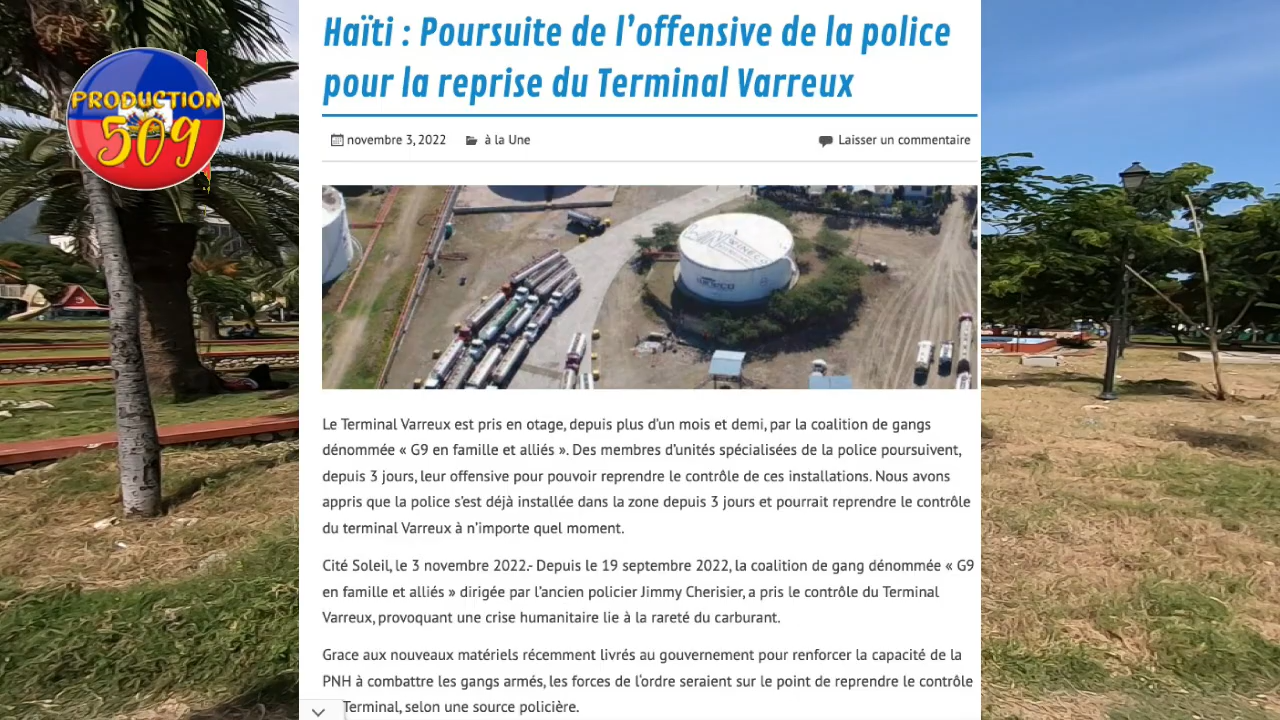 Haïti : Poursuite de l'offensive de la police
pour la reprise du Terminal Varreux
PRODUCTION
509
novembre 3, 2022 à la Une Laisser un commentaire
WINECO
Le Terminal Varreux est pris en otage, depuis plus d'un mois et demi, par la coalition de gangs
dénommée « G9 en famille et alliés ». Des membres d'unités spécialisées de la police poursuivent,
depuis 3 jours, leur offensive pour pouvoir reprendre le contrôle de ces installations. Nous avons
appris que la police s'est déjà installée dans la zone depuis 3 jours et pourrait reprendre le contrôle
du terminal Varreux à n'importe quel moment.
Cité Soleil, le 3 novembre 2022.- Depuis le 19 septembre 2022, la coalition de gang dénommée « G9
en famille et alliés » dirigée par l'ancien policier Jimmy Cherisier, a pris le contrôle du Terminal
Varreux, provoquant une crise humanitaire lie à la rareté du carburant.
Grace aux nouveaux matériels récemment livrés au gouvernement pour renforcer la capacité de la
PNH à combattre les gangs armés, les forces de l'ordre seraient sur le point de reprendre le contrôle
Terminal, selon une source policière.